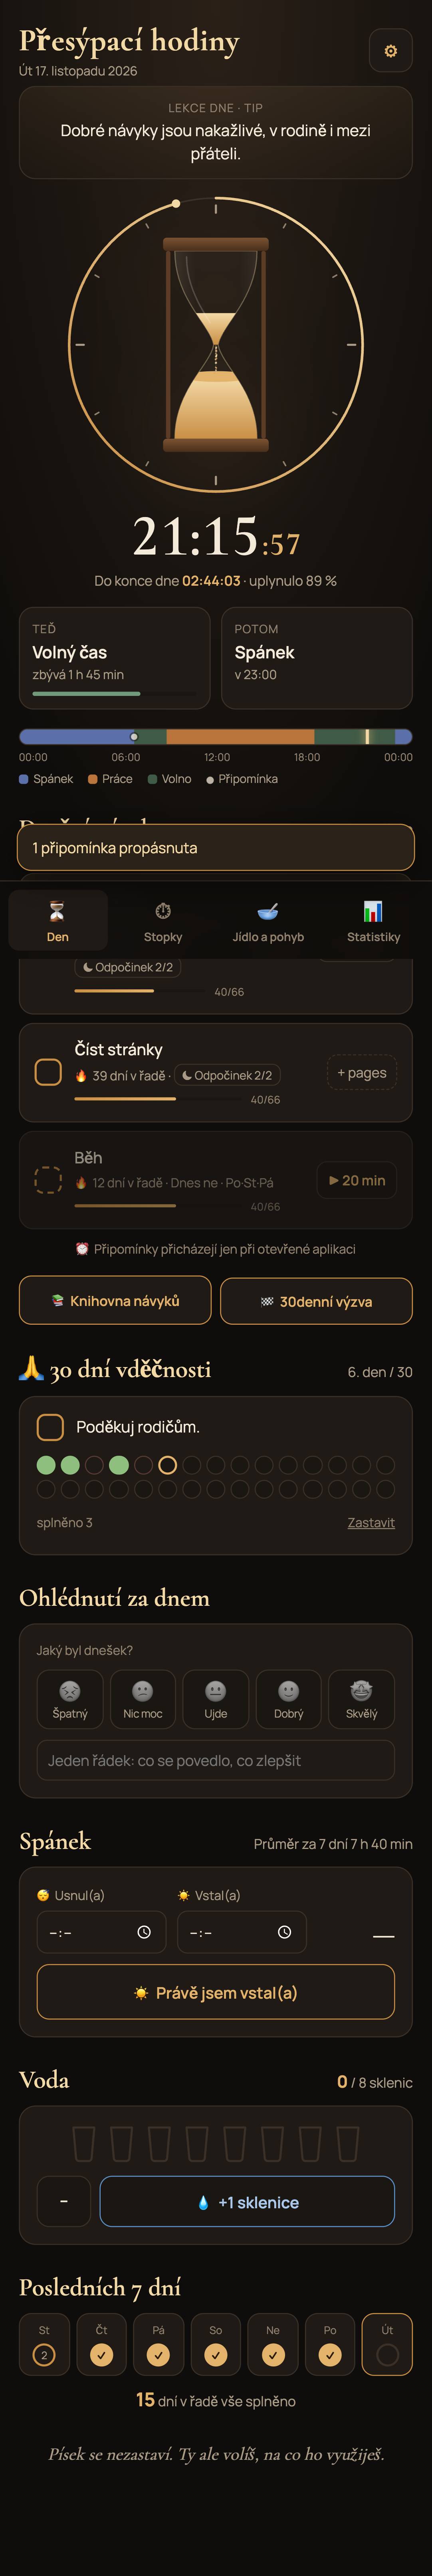 Přesýpací hodiny
Út 17. listopadu 2026
LEKCE DNE · TIP
Dobré návyky jsou nakažlivé, v rodině i mezi
přáteli.
21:15:57
Do konce dne 02:44:03 · uplynulo 89 %
TEĎ
Volný čas
zbývá 1 h 45 min
POTOM
Spánek
v 23:00
00:00 06:00 12:00 18:00 00:00
Spánek Práce Volno Připomínka
1 připomínka propásnuta
Den Stopky Jídlo a pohyb Statistiky
Odpočinek 2/2
40/66
Číst stránky
39 dní v řadě · Odpočinek 2/2
40/66
+ pages
Běh
12 dní v řadě · Dnes ne · Po·St·Pá
40/66
20 min
Připomínky přicházejí jen při otevřené aplikaci
Knihovna návyků
30denní výzva
30 dní vděčnosti
6. den / 30
Poděkuj rodičům.
splněno 3
Zastavit
Ohlédnutí za dnem
Jaký byl dnešek?
Špatný Nic moc Ujde Dobrý Skvělý
Jeden řádek: co se povedlo, co zlepšit
Spánek
Průměr za 7 dní 7 h 40 min
Usnul(a) Vstal(a)
--:-- --:-- —
Právě jsem vstal(a)
Voda
0 / 8 sklenic
−
+1 sklenice
Posledních 7 dní
St Čt Pá So Ne Po Út
2
15 dní v řadě vše splněno
Písek se nezastaví. Ty ale volíš, na co ho využiješ.